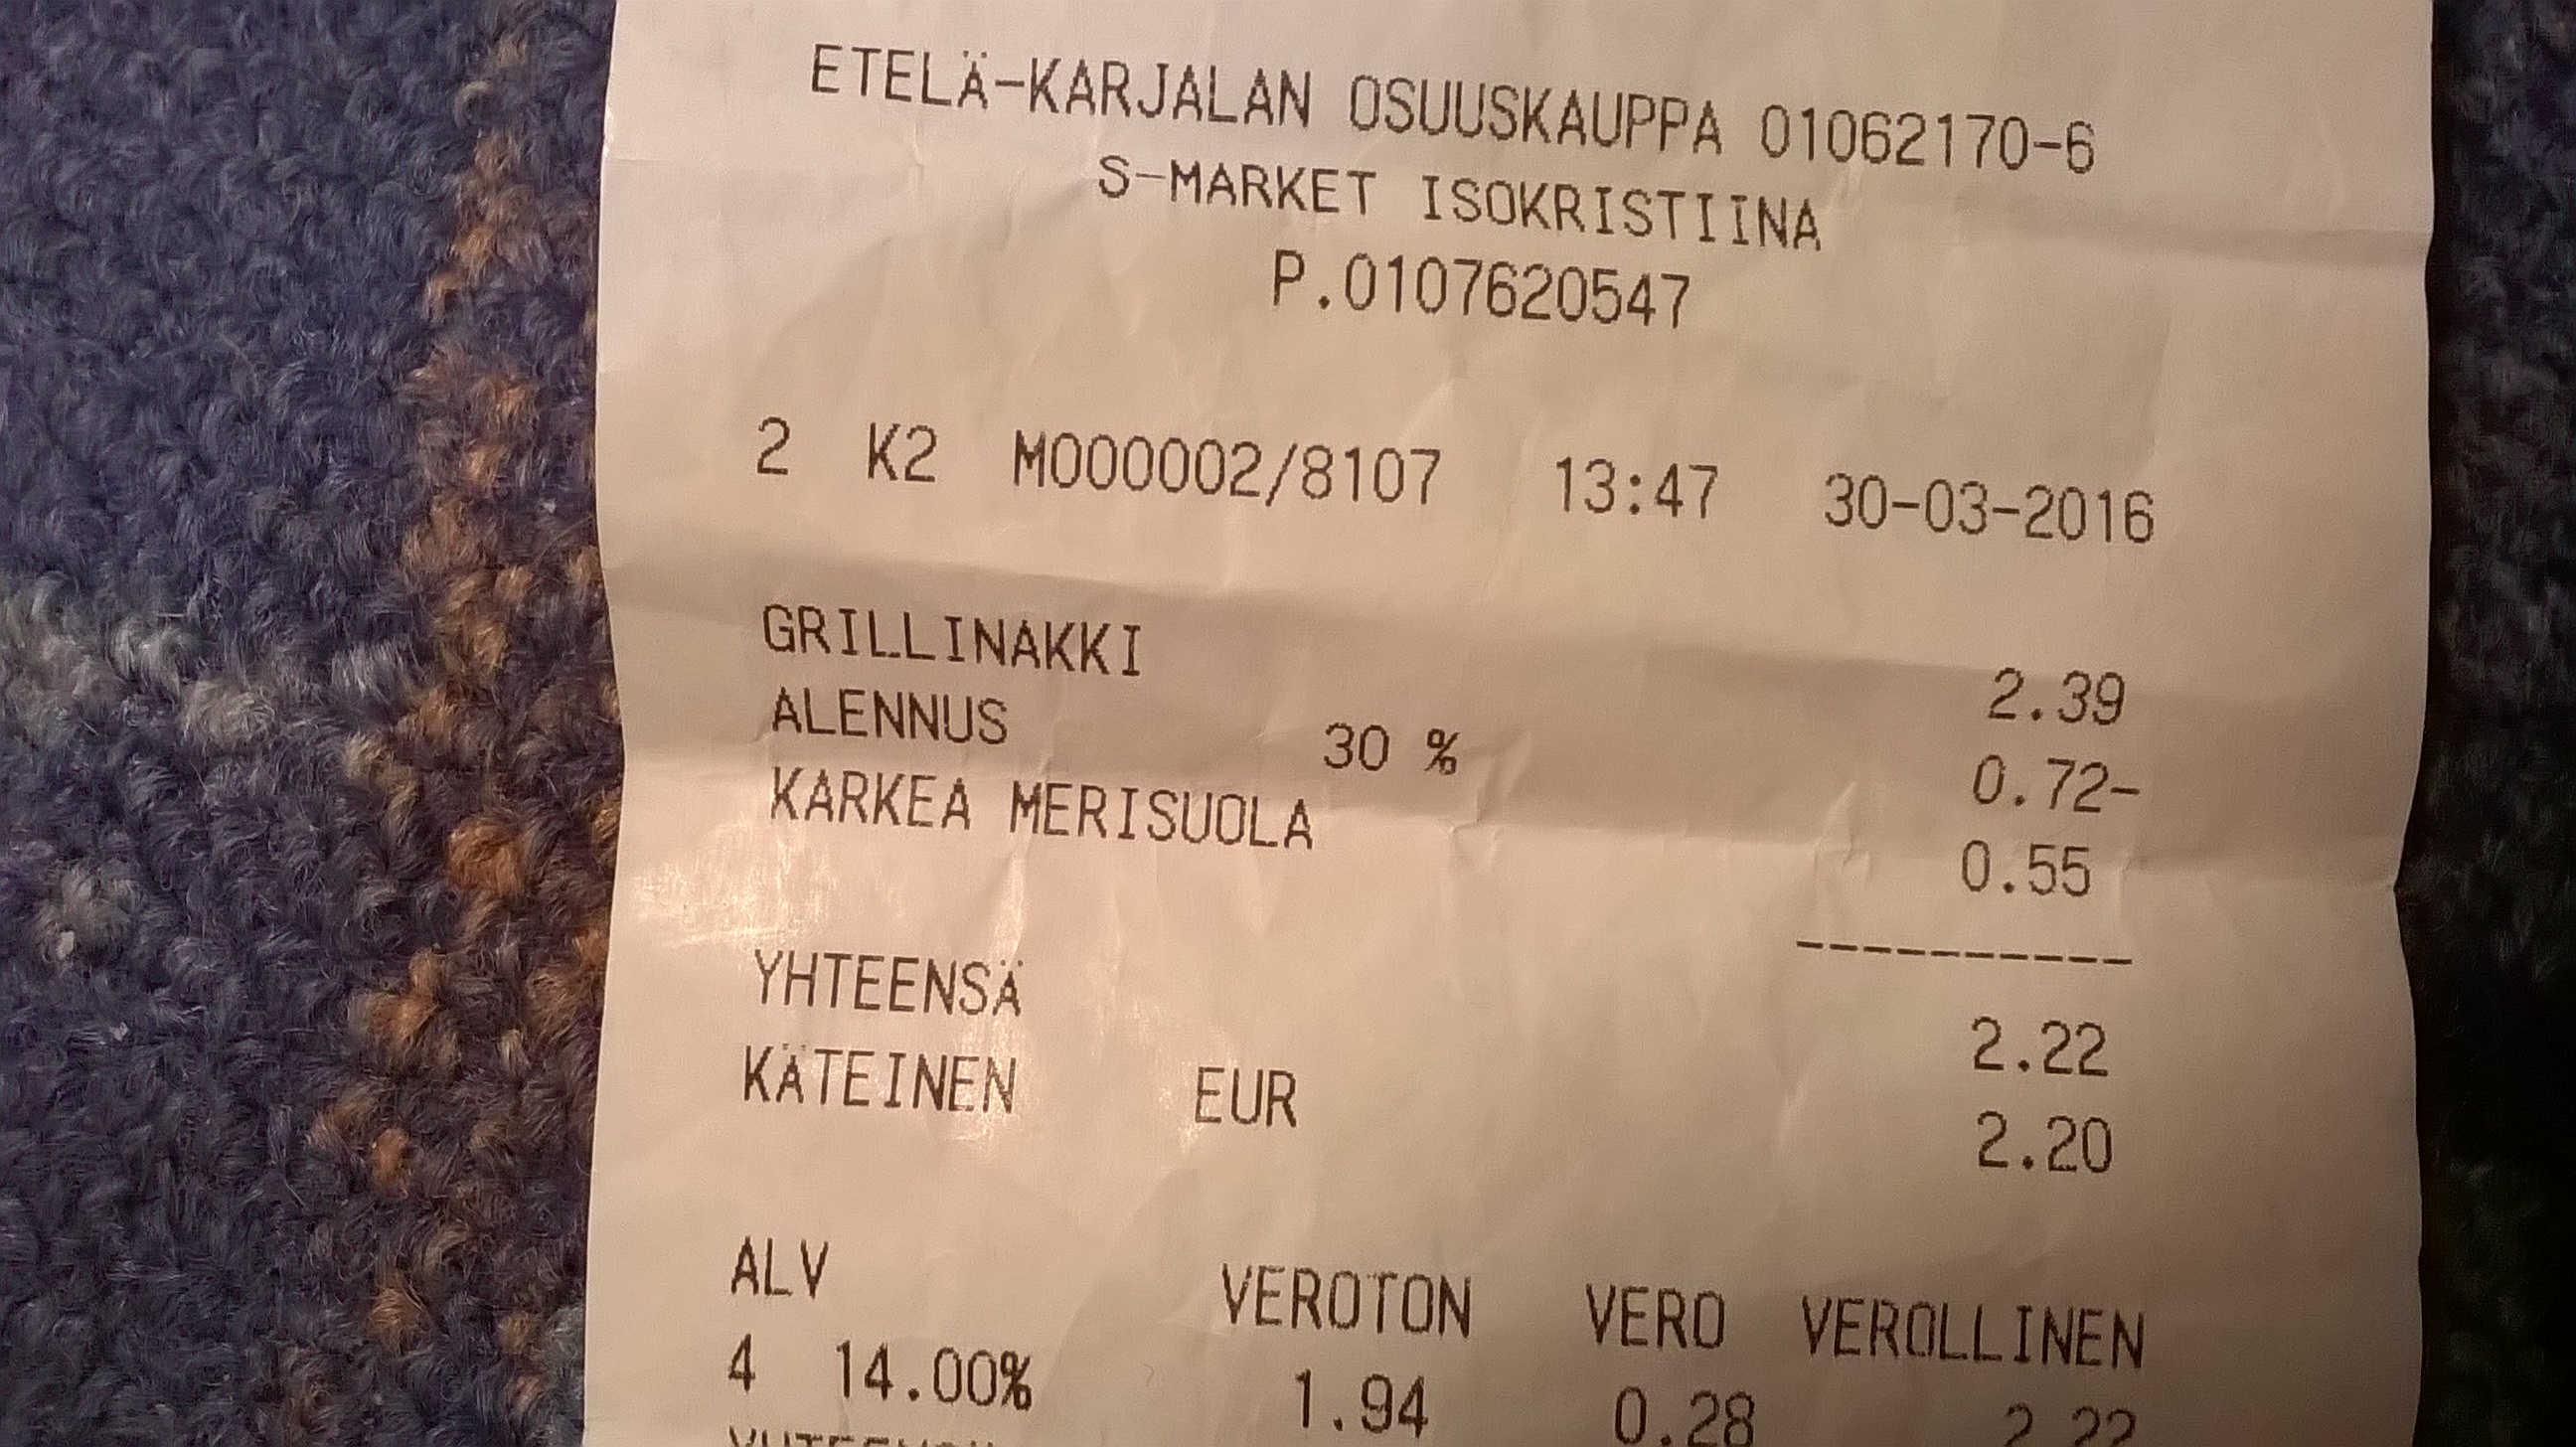 ETELÄ-KARJALAN OSUUSKAUPPA 01062170-6
S-MARKET ISOKRISTIINA
P.0107620547
2 K2 M000002/8107 13:47 30-03-2016
GRILLINAKKI 2.39
ALENNUS 30 % 0.72-
KARKEA MERISUOLA 0.55
----------
YHTEENSÄ 2.22
KÄTEINEN EUR 2.20
ALV VEROTON VERO VEROLLINEN
4 14.00% 1.94 0.28 2.22